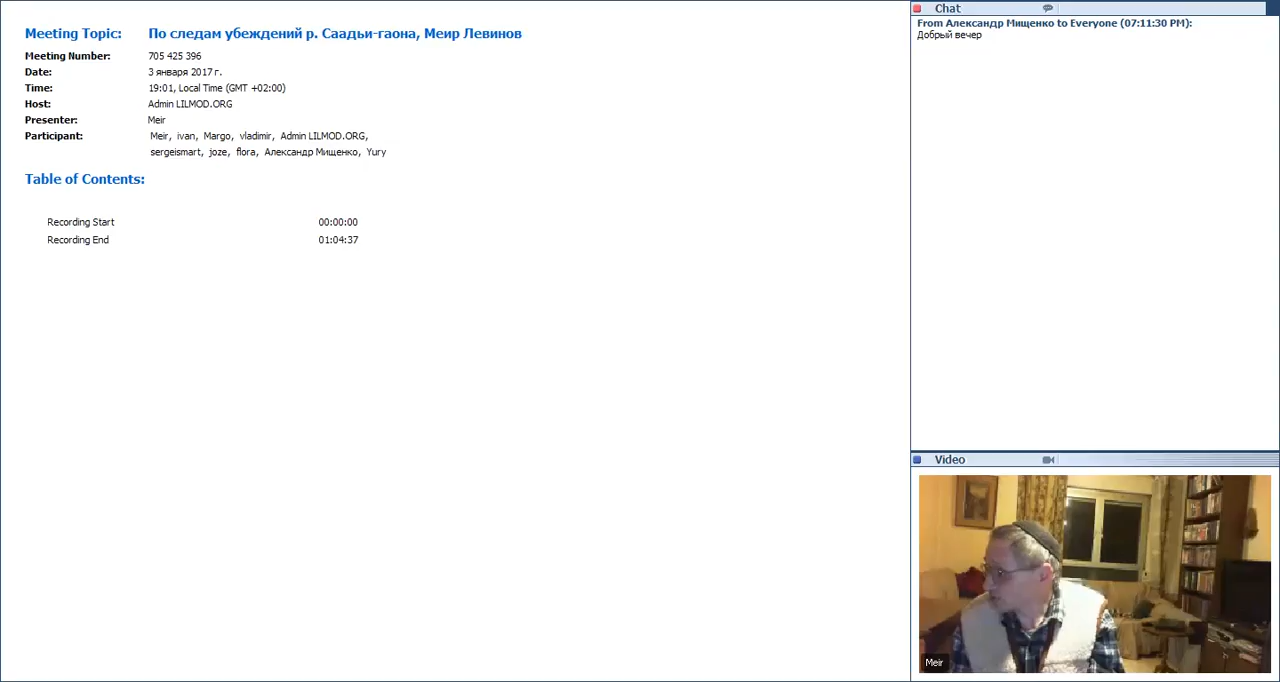 Meeting Topic: По следам убеждений р. Саадьи-гаона, Меир Левинов
Meeting Number: 705 425 396
Date: 3 января 2017 г.
Time: 19:01, Local Time (GMT +02:00)
Host: Admin LILMOD.ORG
Presenter: Meir
Participant: Meir, ivan, Margo, vladimir, Admin LILMOD.ORG,
sergeismart, joze, flora, Александр Мищенко, Yury
Table of Contents:
Recording Start 00:00:00
Recording End 01:04:37
Chat
From Александр Мищенко to Everyone (07:11:30 PM):
Добрый вечер
Video
Meir